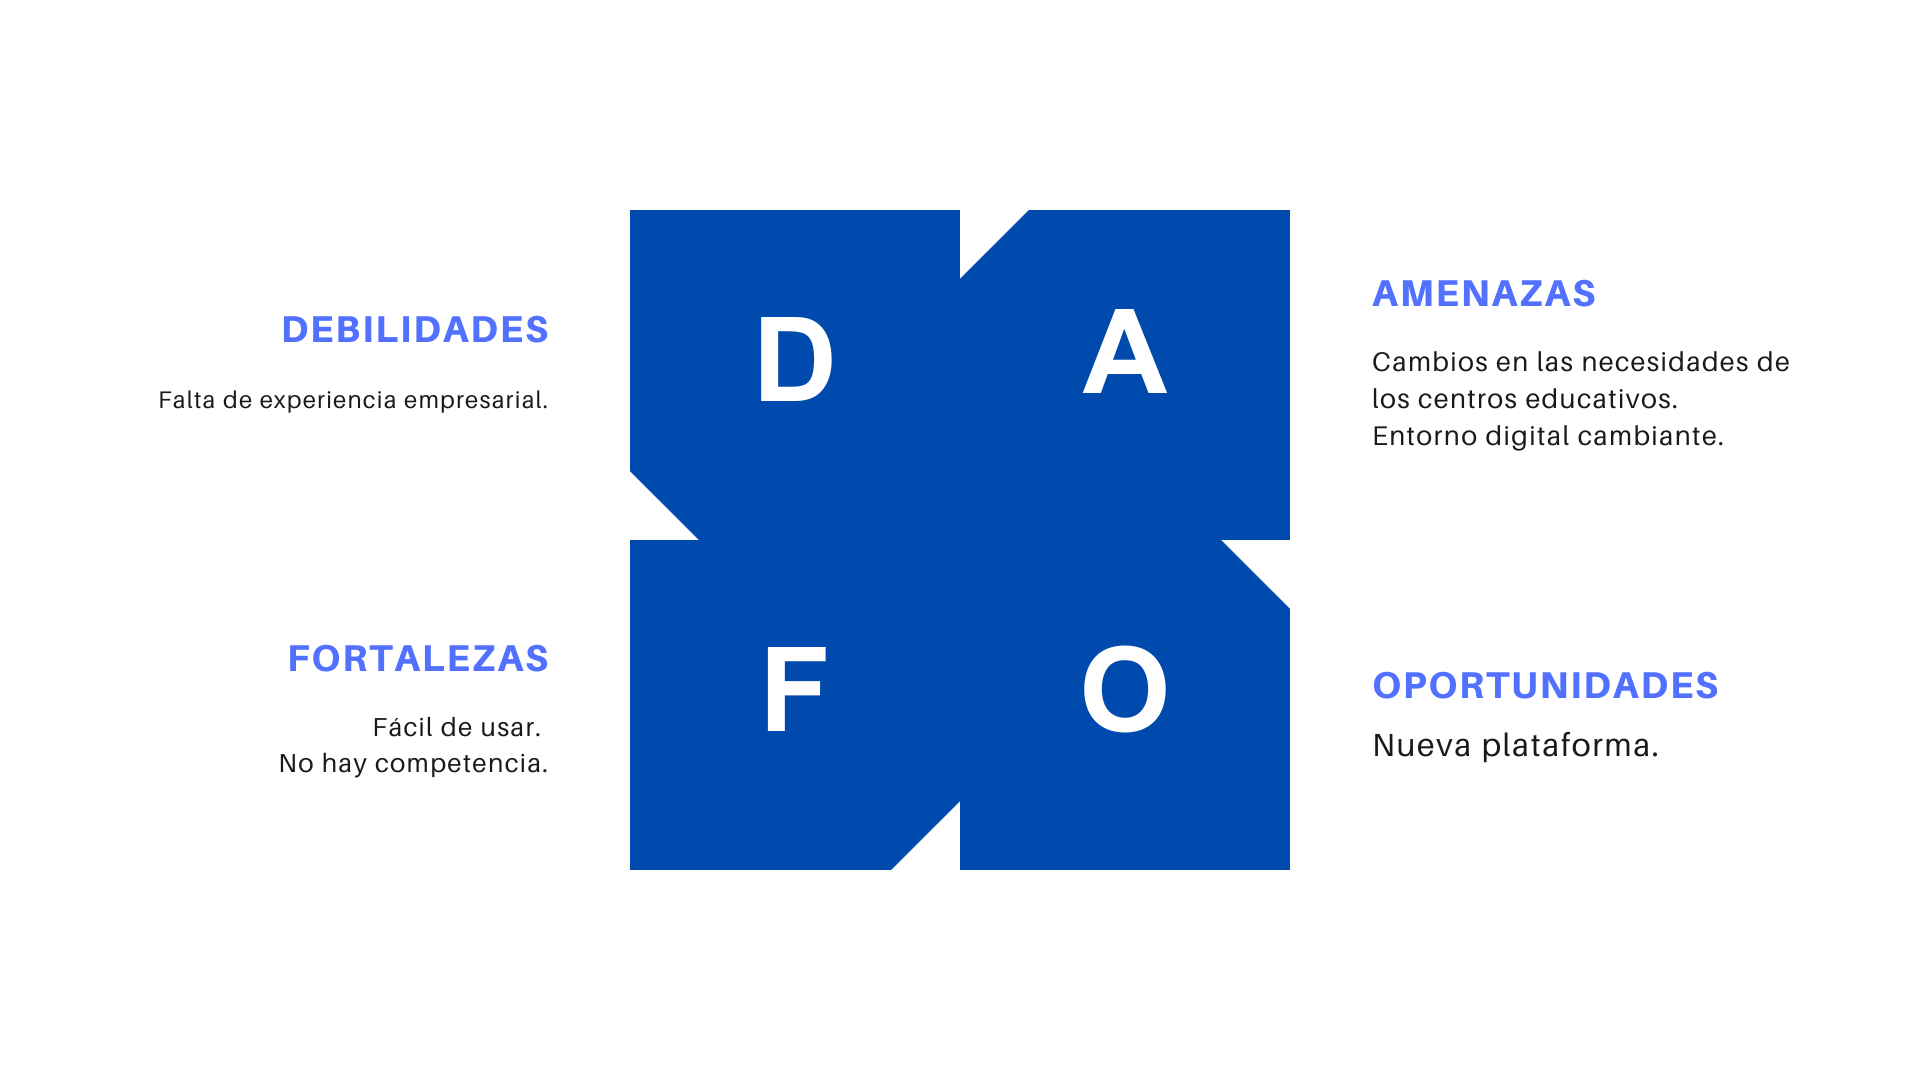 DEBILIDADES
Falta de experiencia empresarial.
D
A
AMENAZAS
Cambios en las necesidades de
los centros educativos.
Entorno digital cambiante.
FORTALEZAS
Fácil de usar.
No hay competencia.
F
O
OPORTUNIDADES
Nueva plataforma.